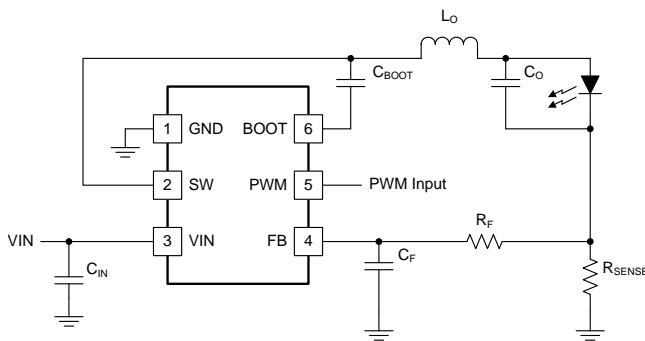 LO
CBOOT
CO
1 GND BOOT 6
2 SW PWM 5 PWM Input
VIN 3 VIN FB 4
RF
CIN
CF
RSENSE